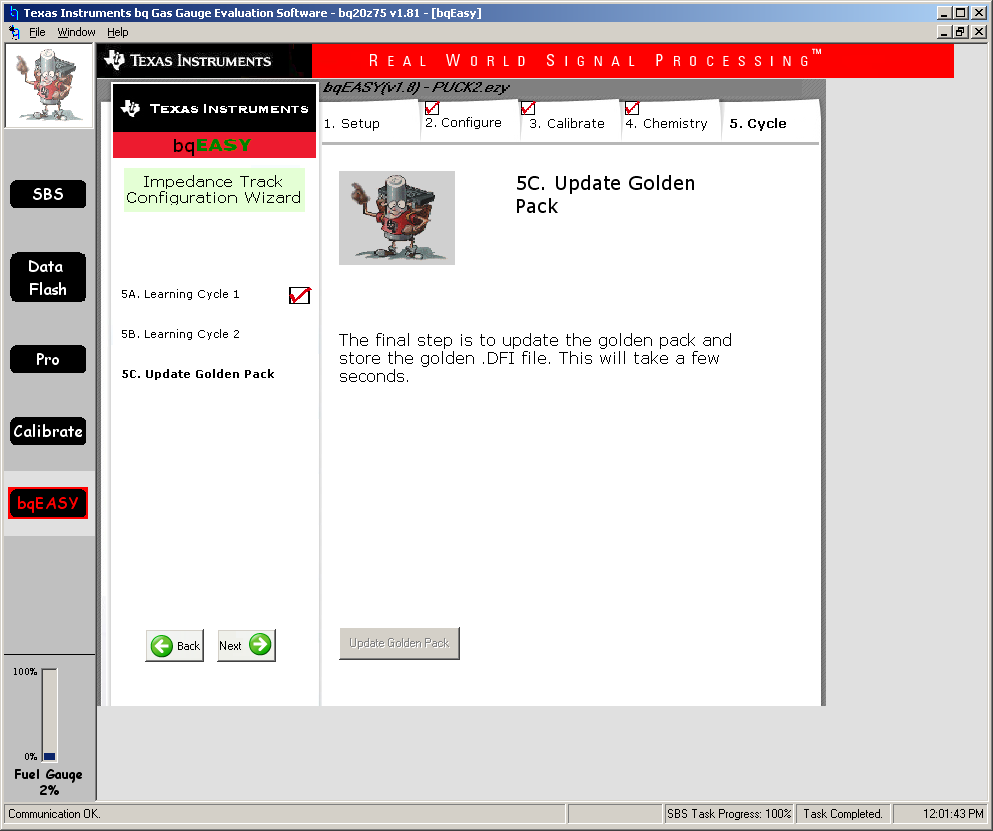 Texas Instruments bq Gas Gauge Evaluation Software - bq20z75 v1.81 - [bqEasy]
File Window Help
TEXAS INSTRUMENTS
REAL WORLD SIGNAL PROCESSING™
bqEASY(v1.8) - PUCK2.ezy
TEXAS INSTRUMENTS
bqEASY
1. Setup
2. Configure
3. Calibrate
4. Chemistry
5. Cycle
Impedance Track
Configuration Wizard
5A. Learning Cycle 1
5B. Learning Cycle 2
5C. Update Golden Pack
5C. Update Golden
Pack
The final step is to update the golden pack and
store the golden .DFI file. This will take a few
seconds.
Back
Next
Update Golden Pack
SBS
Data
Flash
Pro
Calibrate
bqEASY
100%
0%
Fuel Gauge
2%
Communication OK.
SBS Task Progress: 100%
Task Completed.
12:01:43 PM